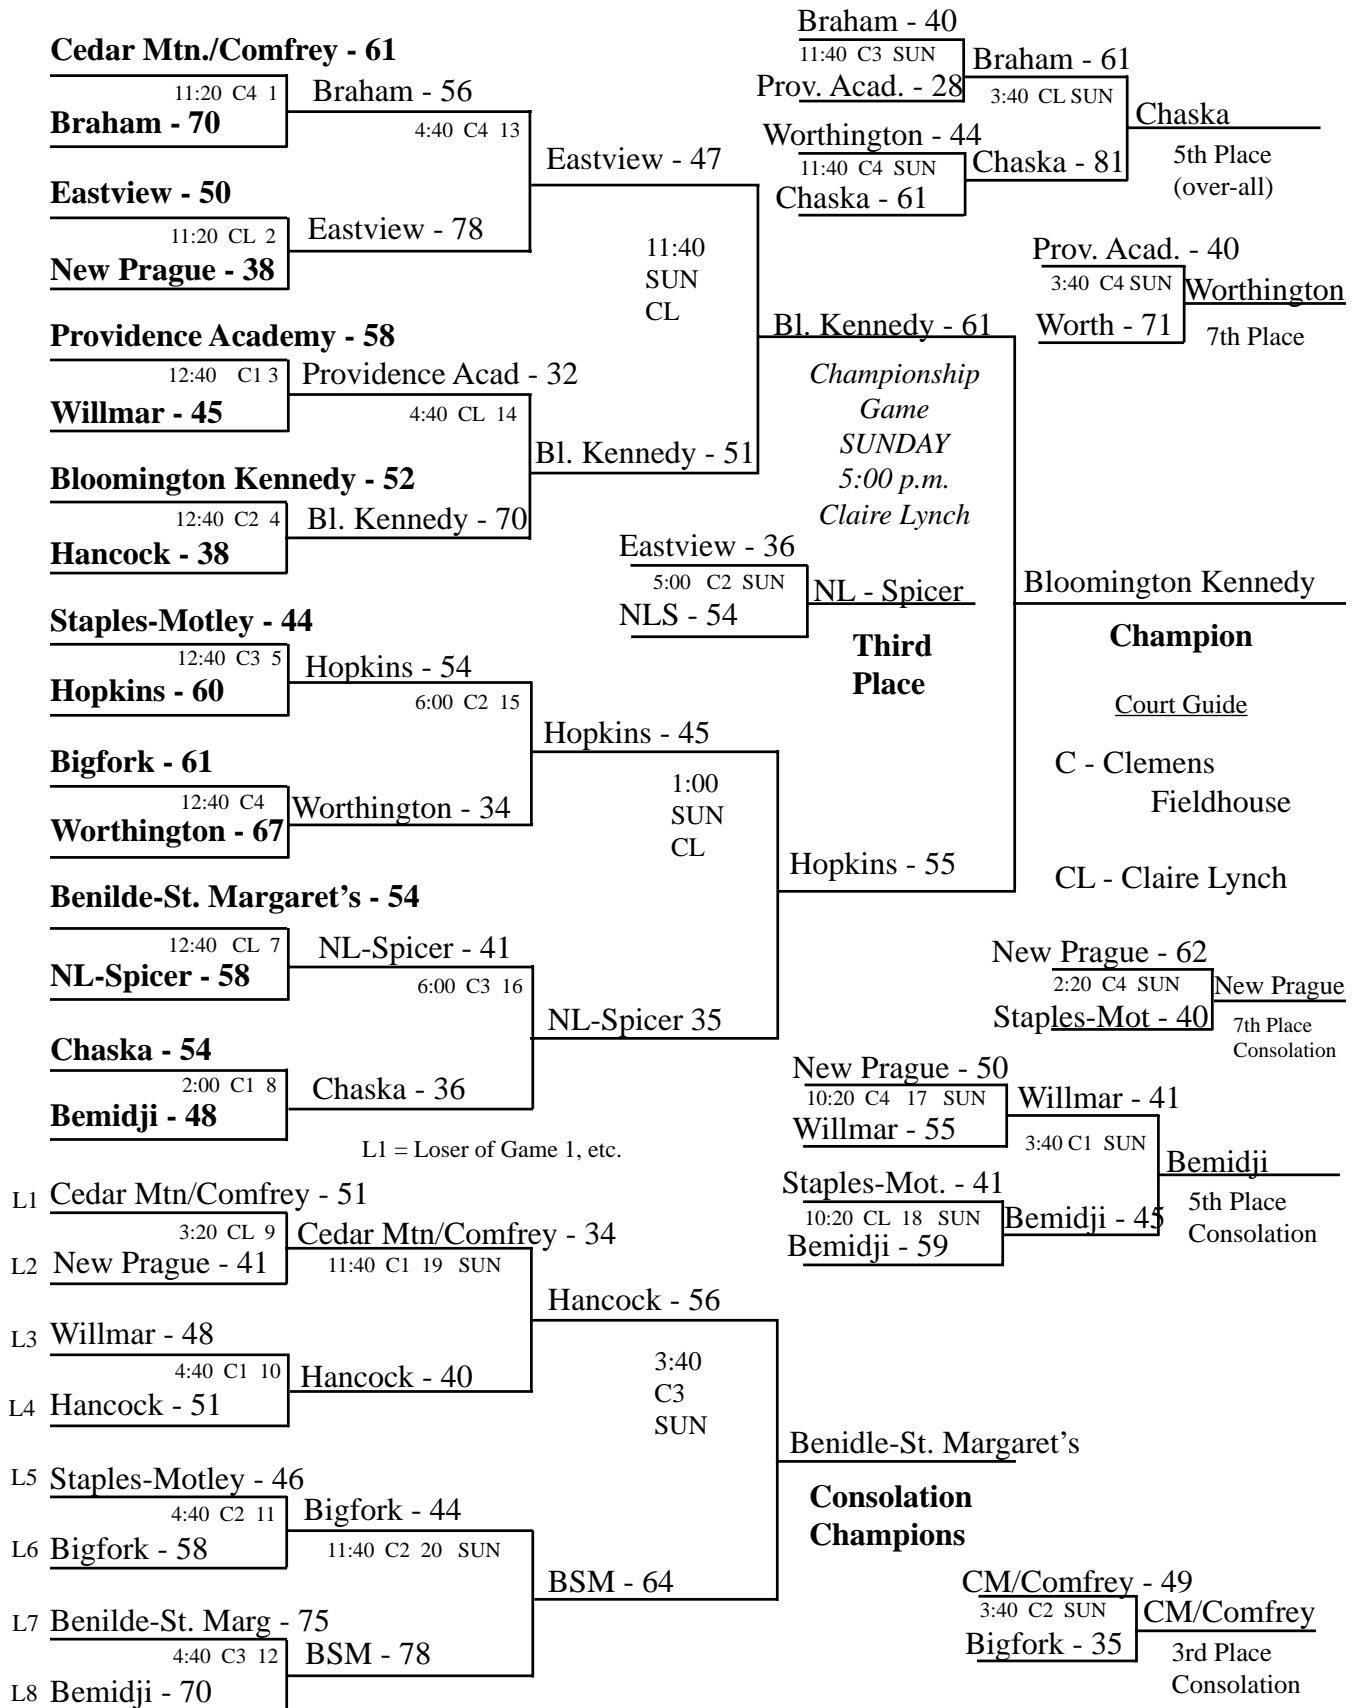 Cedar Mtn./Comfrey - 61
11:20 C4 1
Braham - 70
Eastview - 50
11:20 CL 2
New Prague - 38
Providence Academy - 58
12:40 C1 3
Willmar - 45
Bloomington Kennedy - 52
12:40 C2 4
Hancock - 38
Staples-Motley - 44
12:40 C3 5
Hopkins - 60
Bigfork - 61
12:40 C4
Worthington - 67
Benilde-St. Margaret’s - 54
12:40 CL 7
NL-Spicer - 58
Chaska - 54
2:00 C1 8
Bemidji - 48
Braham - 56
4:40 C4 13
Eastview - 78
Providence Acad - 32
4:40 CL 14
Bl. Kennedy - 70
Hopkins - 54
6:00 C2 15
Worthington - 34
NL-Spicer - 41
6:00 C3 16
Chaska - 36
Eastview - 47
11:40
SUN
CL
Bl. Kennedy - 51
Hopkins - 45
1:00
SUN
CL
NL-Spicer 35
Bl. Kennedy - 61
Championship
Game
SUNDAY
5:00 p.m.
Claire Lynch
Hopkins - 55
Bloomington Kennedy
Champion
Eastview - 36
5:00 C2 SUN
NLS - 54
NL - Spicer
Third
Place
Braham - 40
11:40 C3 SUN
Prov. Acad. - 28
Worthington - 44
11:40 C4 SUN
Chaska - 61
Braham - 61
3:40 CL SUN
Chaska - 81
Chaska
5th Place
(over-all)
Prov. Acad. - 40
3:40 C4 SUN
Worth - 71
Worthington
7th Place
Court Guide
C - Clemens
Fieldhouse
CL - Claire Lynch
New Prague - 62
2:20 C4 SUN
Staples-Mot - 40
New Prague
7th Place
Consolation
New Prague - 50
10:20 C4 17 SUN
Willmar - 55
Staples-Mot. - 41
10:20 CL 18 SUN
Bemidji - 59
Willmar - 41
3:40 C1 SUN
Bemidji - 45
Bemidji
5th Place
Consolation
L1 = Loser of Game 1, etc.
L1 Cedar Mtn/Comfrey - 51
3:20 CL 9
L2 New Prague - 41
L3 Willmar - 48
4:40 C1 10
L4 Hancock - 51
L5 Staples-Motley - 46
4:40 C2 11
L6 Bigfork - 58
L7 Benilde-St. Marg - 75
4:40 C3 12
L8 Bemidji - 70
Cedar Mtn/Comfrey - 34
11:40 C1 19 SUN
Hancock - 40
Bigfork - 44
11:40 C2 20 SUN
BSM - 78
Hancock - 56
3:40
C3
SUN
BSM - 64
Benidle-St. Margaret’s
Consolation
Champions
CM/Comfrey - 49
3:40 C2 SUN
Bigfork - 35
CM/Comfrey
3rd Place
Consolation